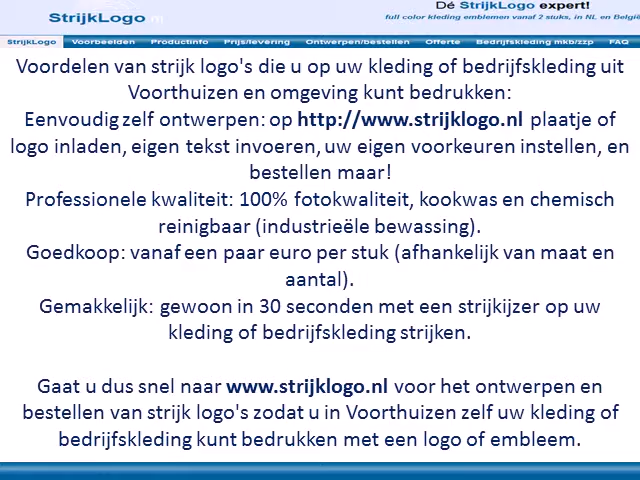 StrijkLogo
Dé StrijkLogo expert!
full color kleding emblemen vanaf 2 stuks, in NL en België
StrijkLogo Voorbeelden Productinfo Prijs/levering Ontwerpen/bestellen Offerte Bedrijfskleding mkb/zzp FAQ
Voordelen van strijk logo's die u op uw kleding of bedrijfskleding uit
Voorthuizen en omgeving kunt bedrukken:
Eenvoudig zelf ontwerpen: op http://www.strijklogo.nl plaatje of
logo inladen, eigen tekst invoeren, uw eigen voorkeuren instellen, en
bestellen maar!
Professionele kwaliteit: 100% fotokwaliteit, kookwas en chemisch
reinigbaar (industrieële bewassing).
Goedkoop: vanaf een paar euro per stuk (afhankelijk van maat en
aantal).
Gemakkelijk: gewoon in 30 seconden met een strijkijzer op uw
kleding of bedrijfskleding strijken.
Gaat u dus snel naar www.strijklogo.nl voor het ontwerpen en
bestellen van strijk logo's zodat u in Voorthuizen zelf uw kleding of
bedrijfskleding kunt bedrukken met een logo of embleem.